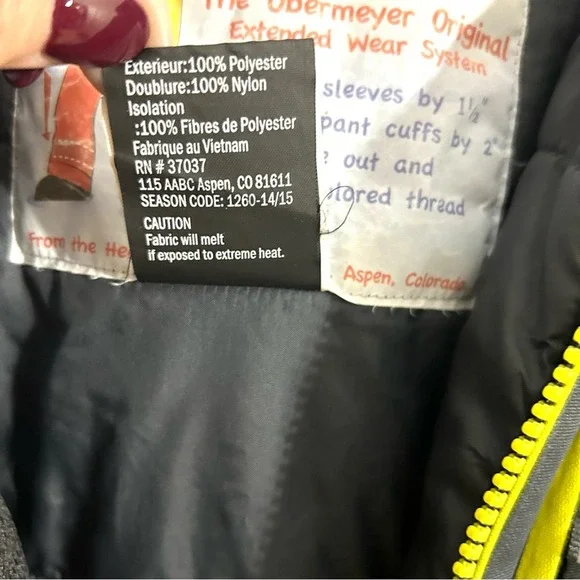 The Obermeyer Original
Extended Wear System
sleeves by 1½"
pant cuffs by 2"
out and
thread
From the
Aspen, Colorado
Exterieur:100% Polyester
Doublure:100% Nylon
Isolation
:100% Fibres de Polyester
Fabrique au Vietnam
RN # 37037
115 AABC Aspen, CO 81611
SEASON CODE: 1260-14/15
CAUTION
Fabric will melt
if exposed to extreme heat.